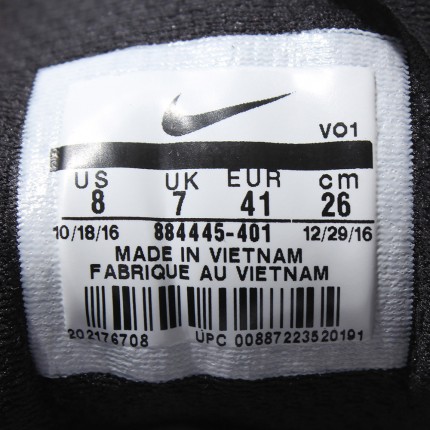 VO1
US UK EUR cm
8 7 41 26
10/18/16 884445-401 12/29/16
MADE IN VIETNAM
FABRIQUE AU VIETNAM
202176708 UPC 00887223520191